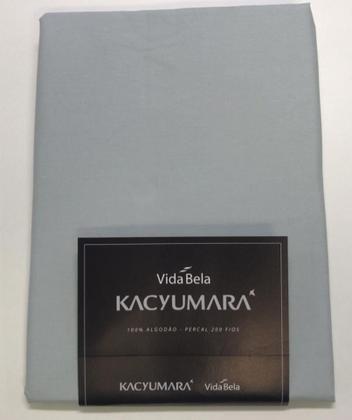 Vida Bela
KACYUMARA
100% ALGODÃO - PERCAL 200 FIOS
KACYUMARA Vida Bela